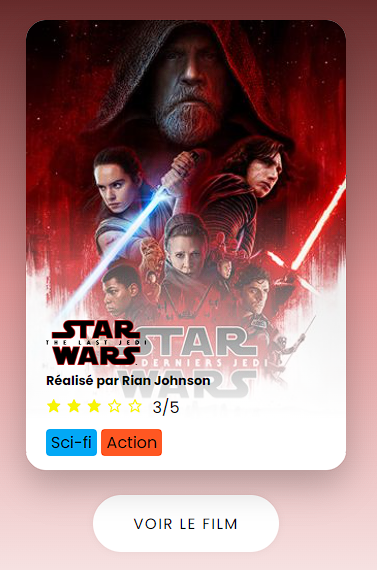 STAR
THE LAST JEDI
WARS
STAR
DERNIERS JEDI
WARS
Réalisé par Rian Johnson
3/5
Sci-fi Action
VOIR LE FILM